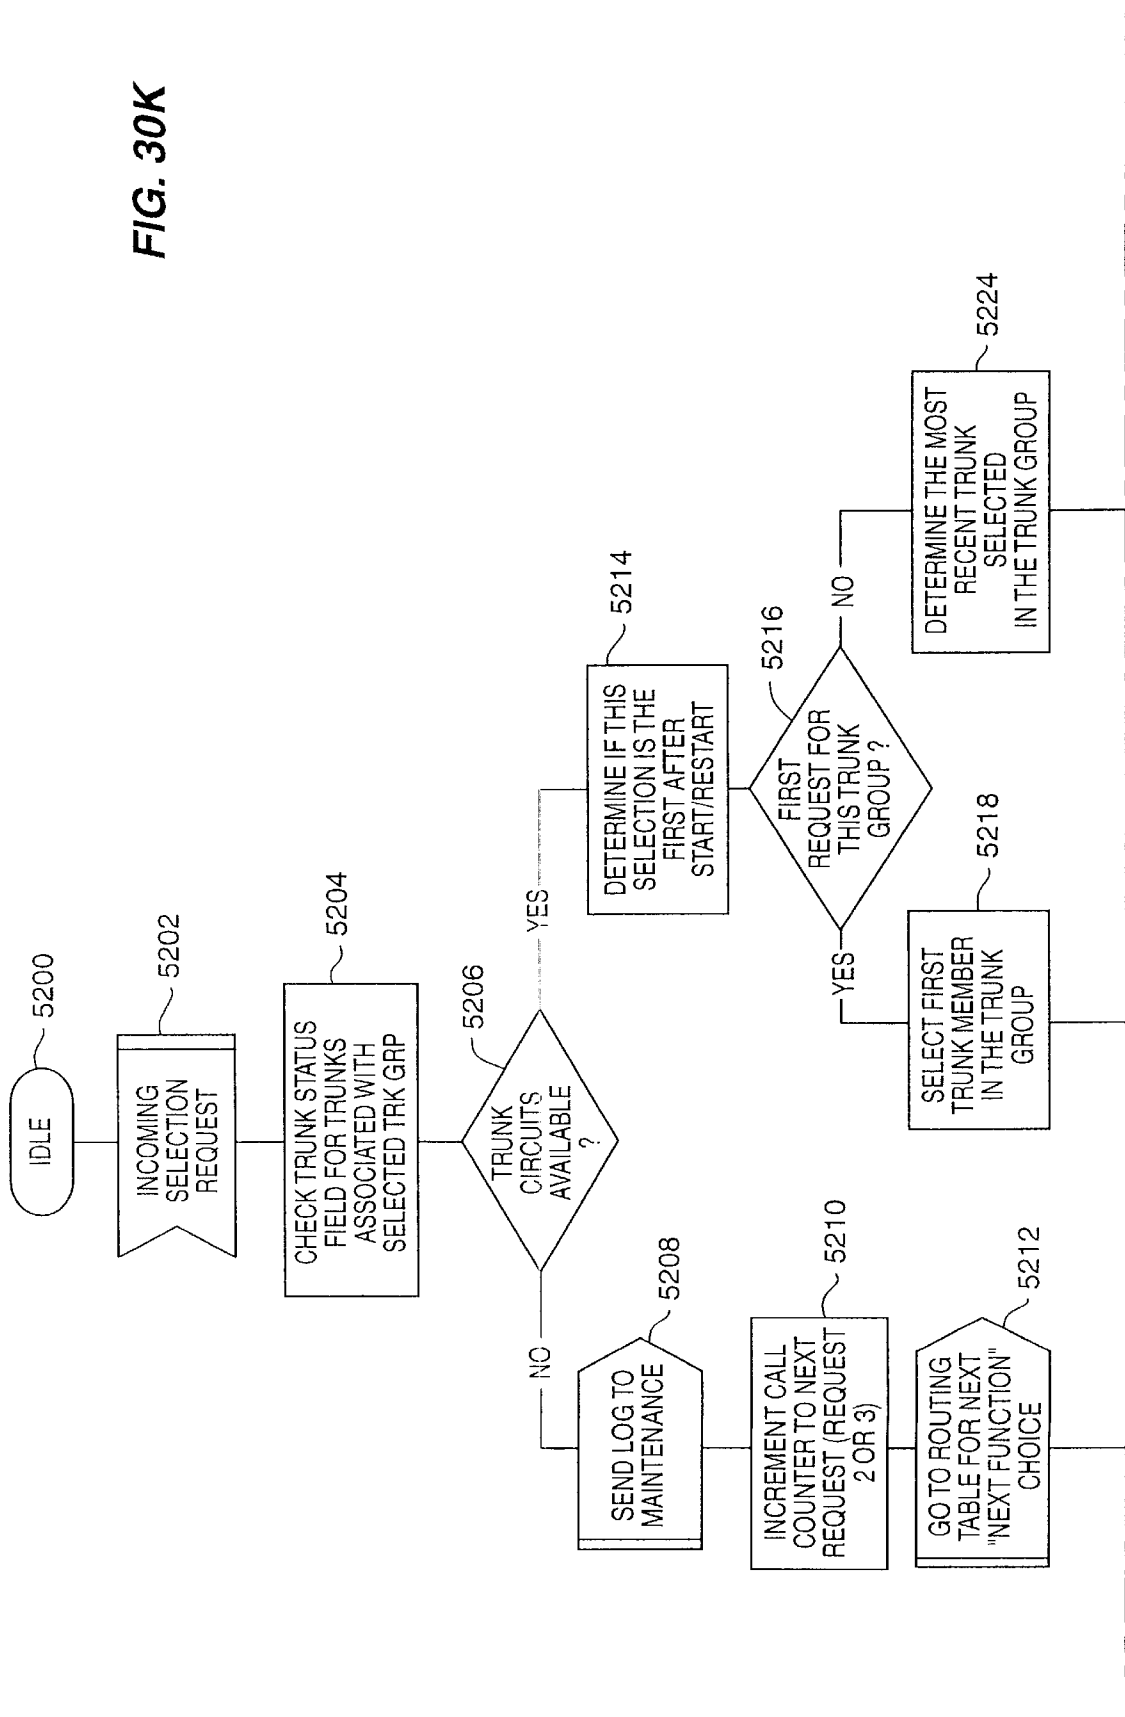 FIG. 30K
IDLE
5200
INCOMING
SELECTION
REQUEST
5202
CHECK TRUNK STATUS
FIELD FOR TRUNKS
ASSOCIATED WITH
SELECTED TRK GRP
5204
TRUNK
CIRCUITS
AVAILABLE
?
5206
NO
YES
SEND LOG TO
MAINTENANCE
5208
INCREMENT CALL
COUNTER TO NEXT
REQUEST (REQUEST
2 OR 3)
5210
GO TO ROUTING
TABLE FOR NEXT
"NEXT FUNCTION"
CHOICE
5212
DETERMINE IF THIS
SELECTION IS THE
FIRST AFTER
START/RESTART
5214
FIRST
REQUEST FOR
THIS TRUNK
GROUP ?
5216
YES
NO
SELECT FIRST
TRUNK MEMBER
IN THE TRUNK
GROUP
5218
DETERMINE THE MOST
RECENT TRUNK
SELECTED
IN THE TRUNK GROUP
5224